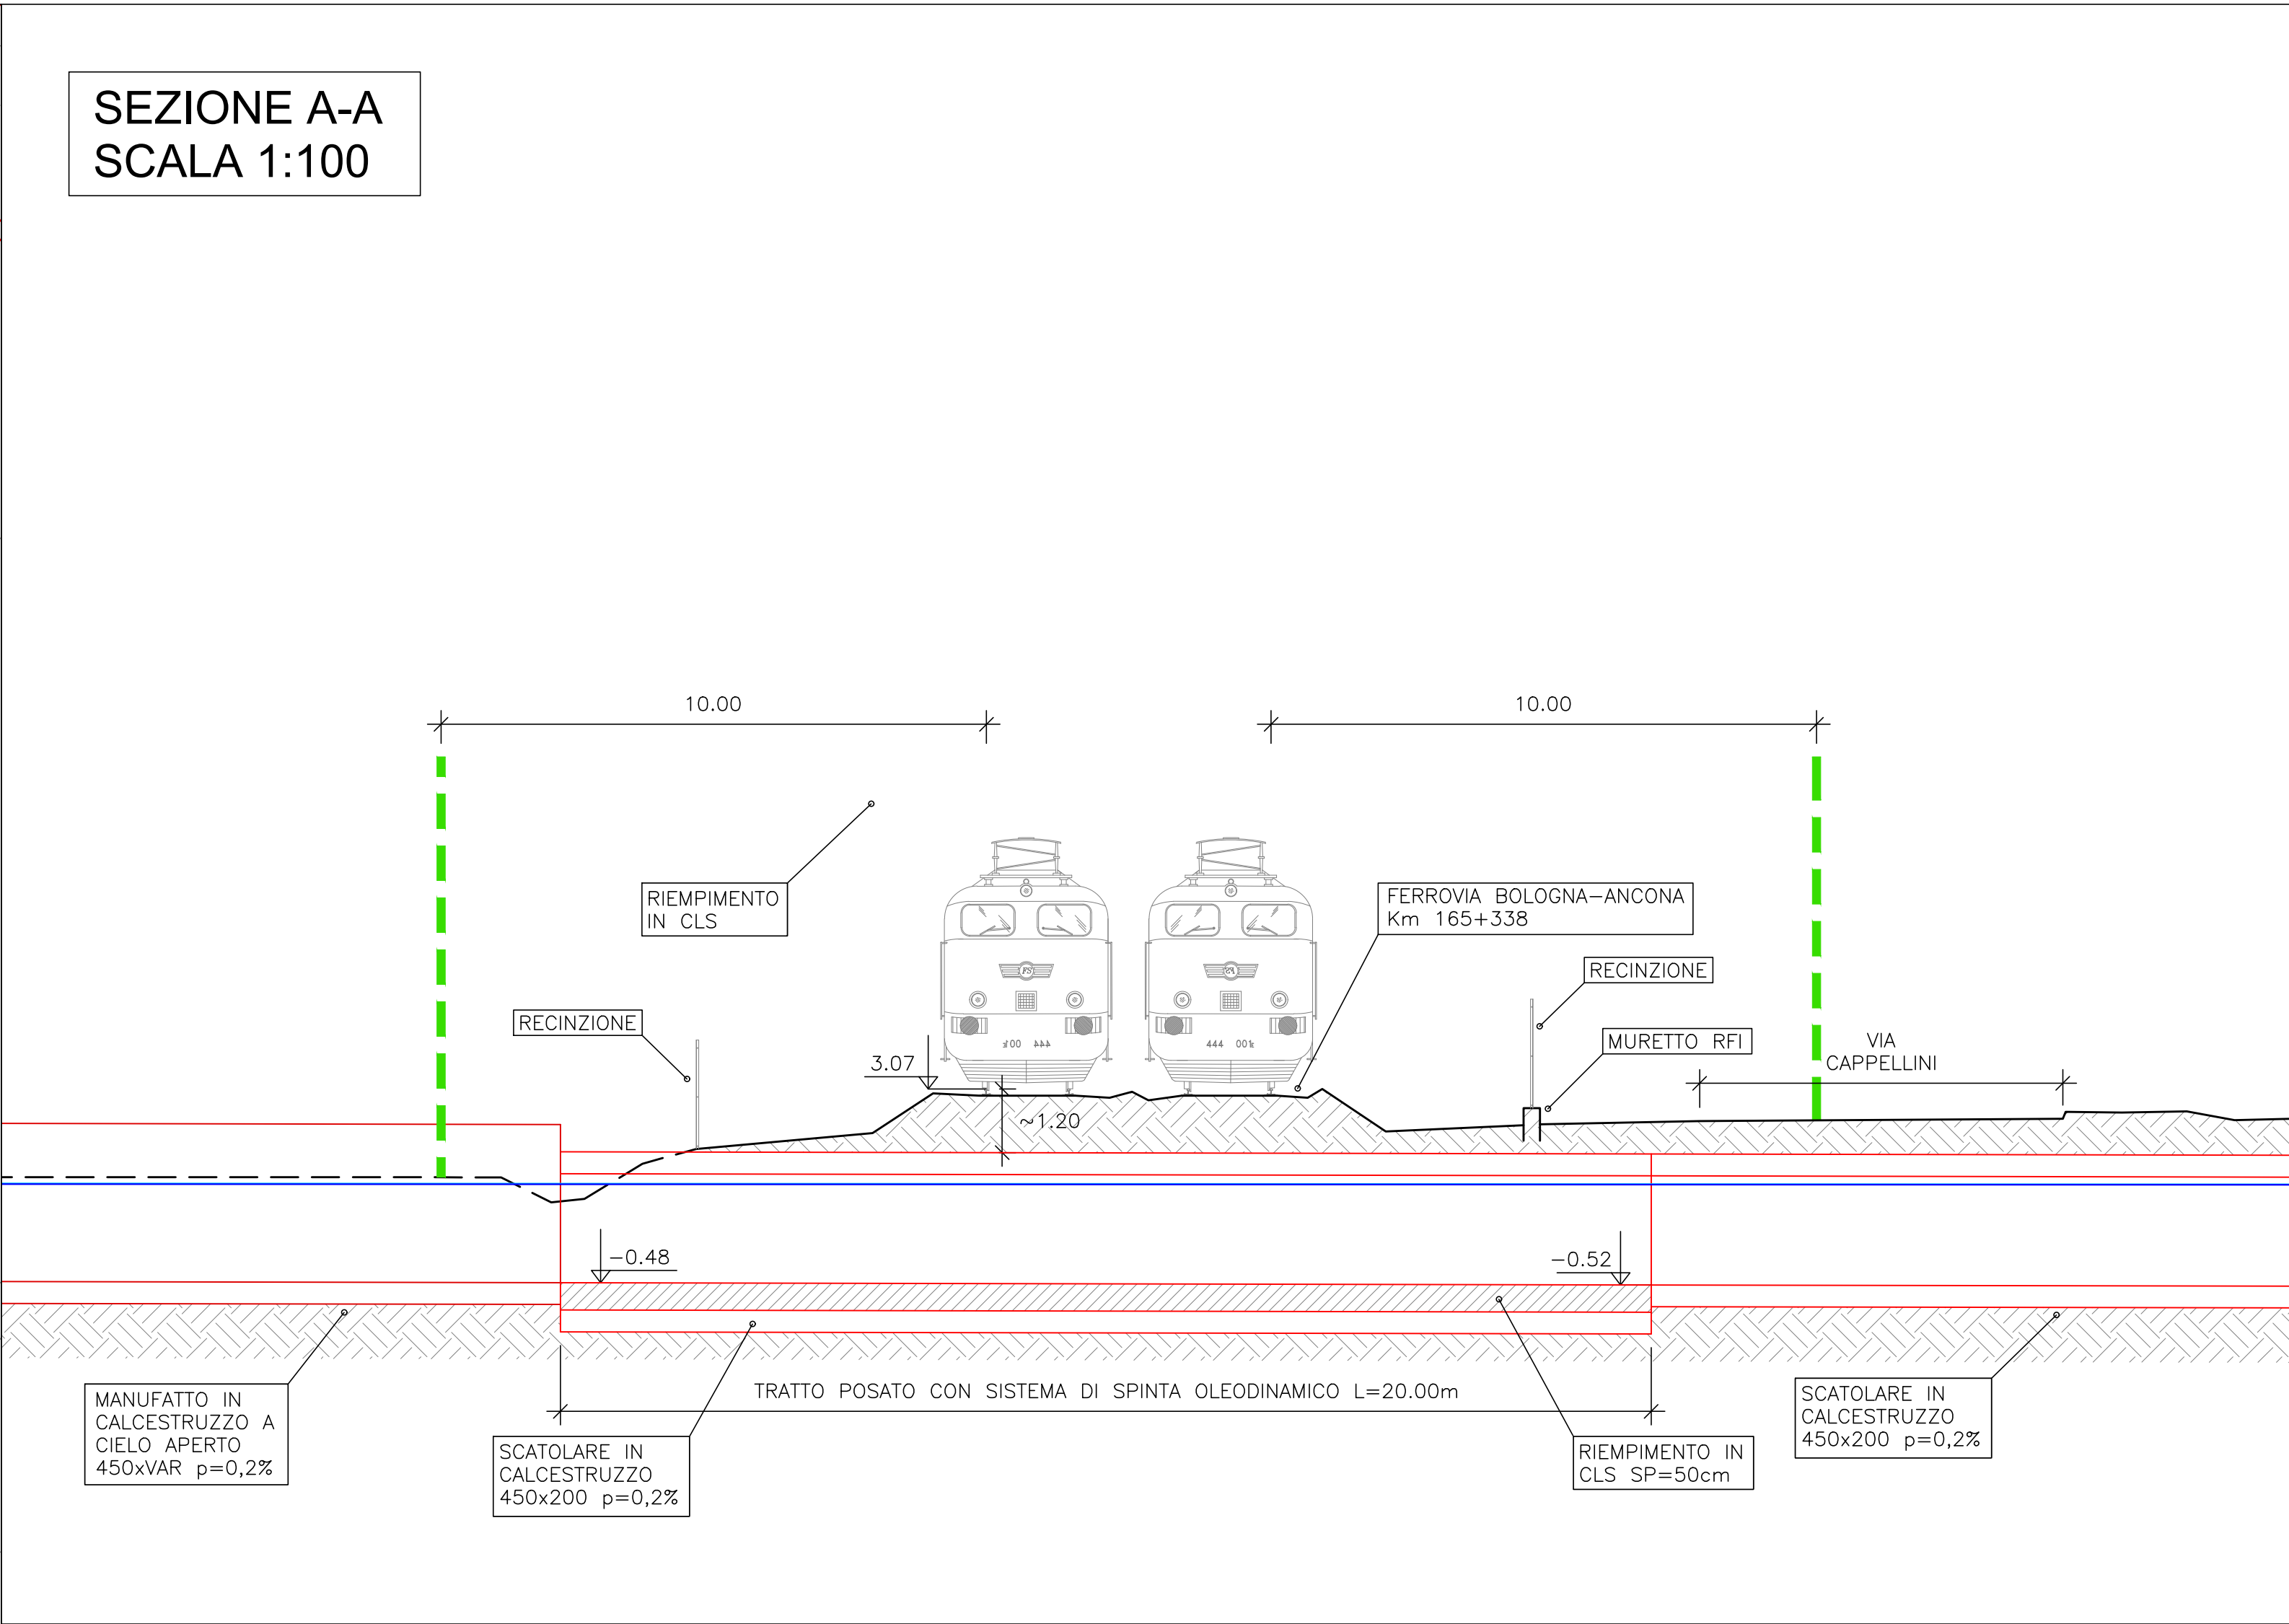 SEZIONE A-A
SCALA 1:100
10.00
10.00
RIEMPIMENTO
IN CLS
FERROVIA BOLOGNA-ANCONA
Km 165+338
RECINZIONE
RECINZIONE
MURETTO RFI
VIA
CAPPELLINI
3.07
~1.20
FS
444 001
-0.48
-0.52
TRATTO POSATO CON SISTEMA DI SPINTA OLEODINAMICO L=20.00m
MANUFATTO IN
CALCESTRUZZO A
CIELO APERTO
450xVAR p=0,2%
SCATOLARE IN
CALCESTRUZZO
450x200 p=0,2%
RIEMPIMENTO IN
CLS SP=50cm
SCATOLARE IN
CALCESTRUZZO
450x200 p=0,2%